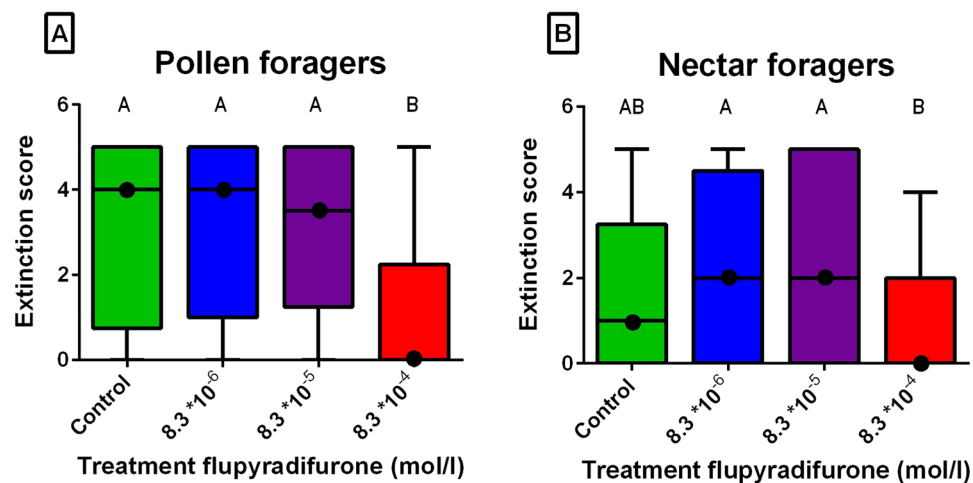 A
Pollen foragers
A A A B
Extinction score
6
4
2
0
Control 8.3 *10^-6 8.3 *10^-5 8.3 *10^-4
Treatment flupyradifurone (mol/l)
B
Nectar foragers
AB A A B
Extinction score
6
4
2
0
Control 8.3 *10^-6 8.3 *10^-5 8.3 *10^-4
Treatment flupyradifurone (mol/l)